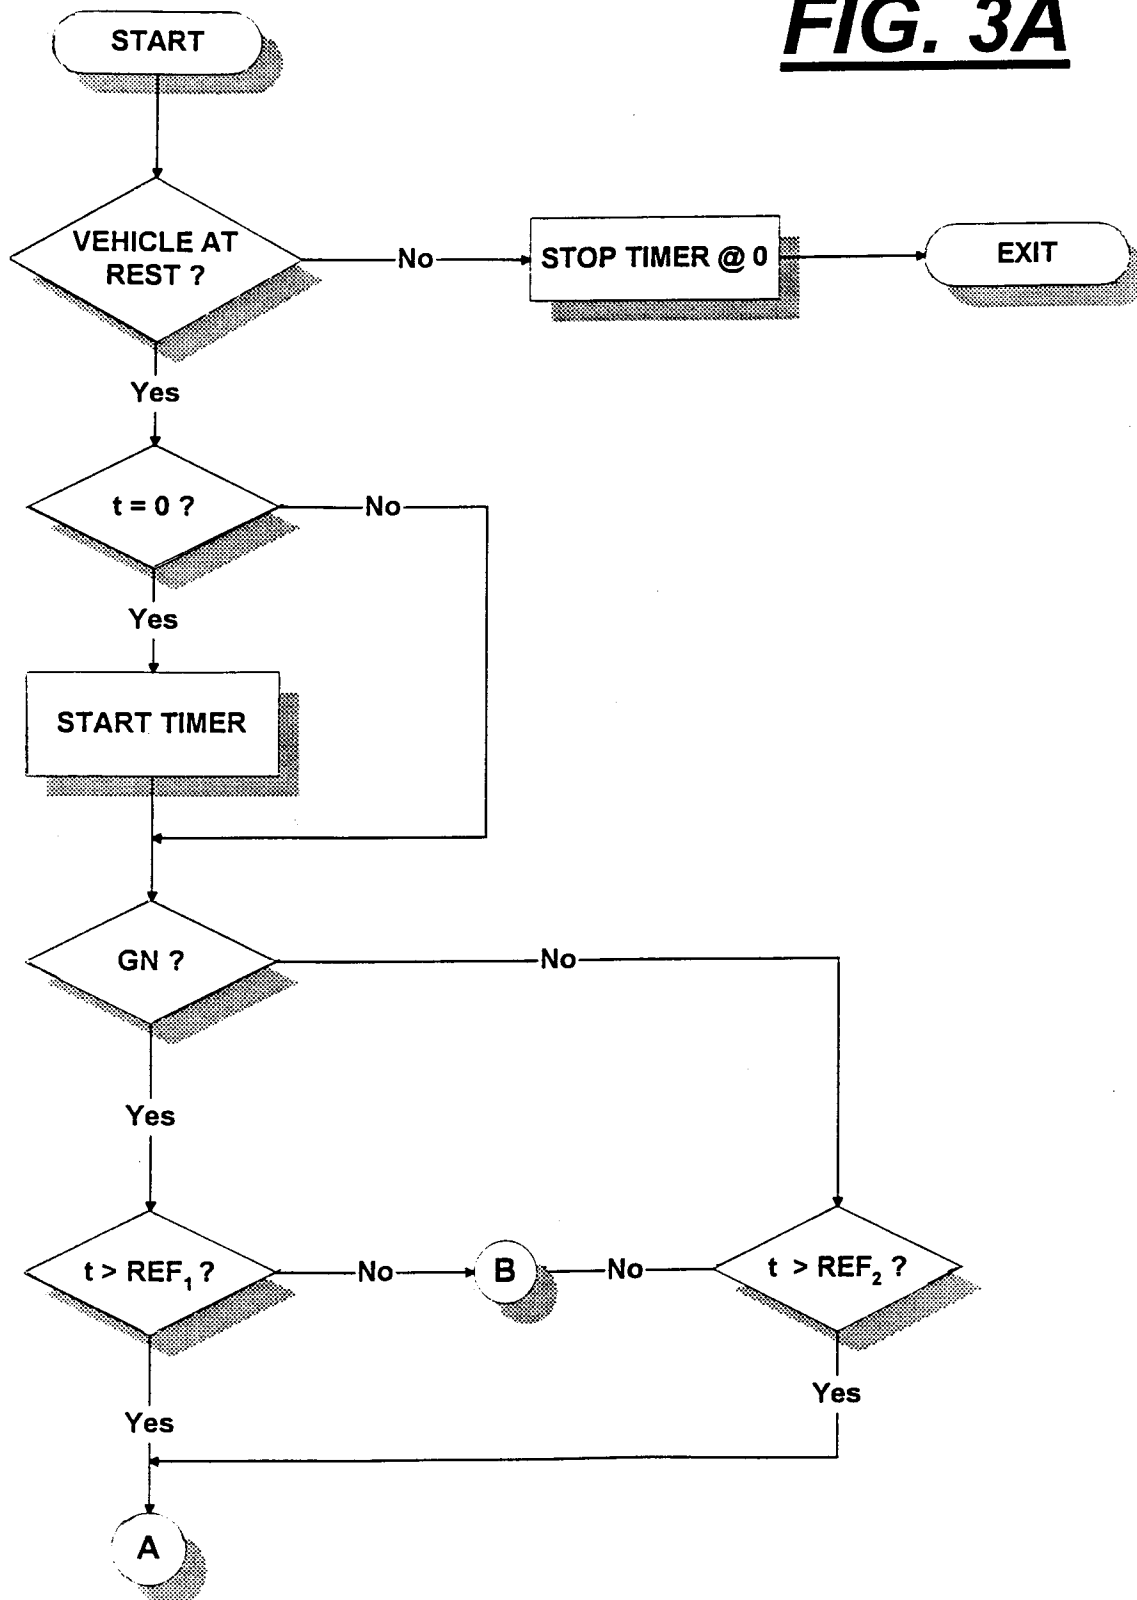 FIG. 3A
START
VEHICLE AT
REST ?
No
STOP TIMER @ 0
EXIT
Yes
t = 0 ?
No
Yes
START TIMER
GN ?
No
Yes
t > REF₁ ?
No
B
No
t > REF₂ ?
Yes
Yes
A